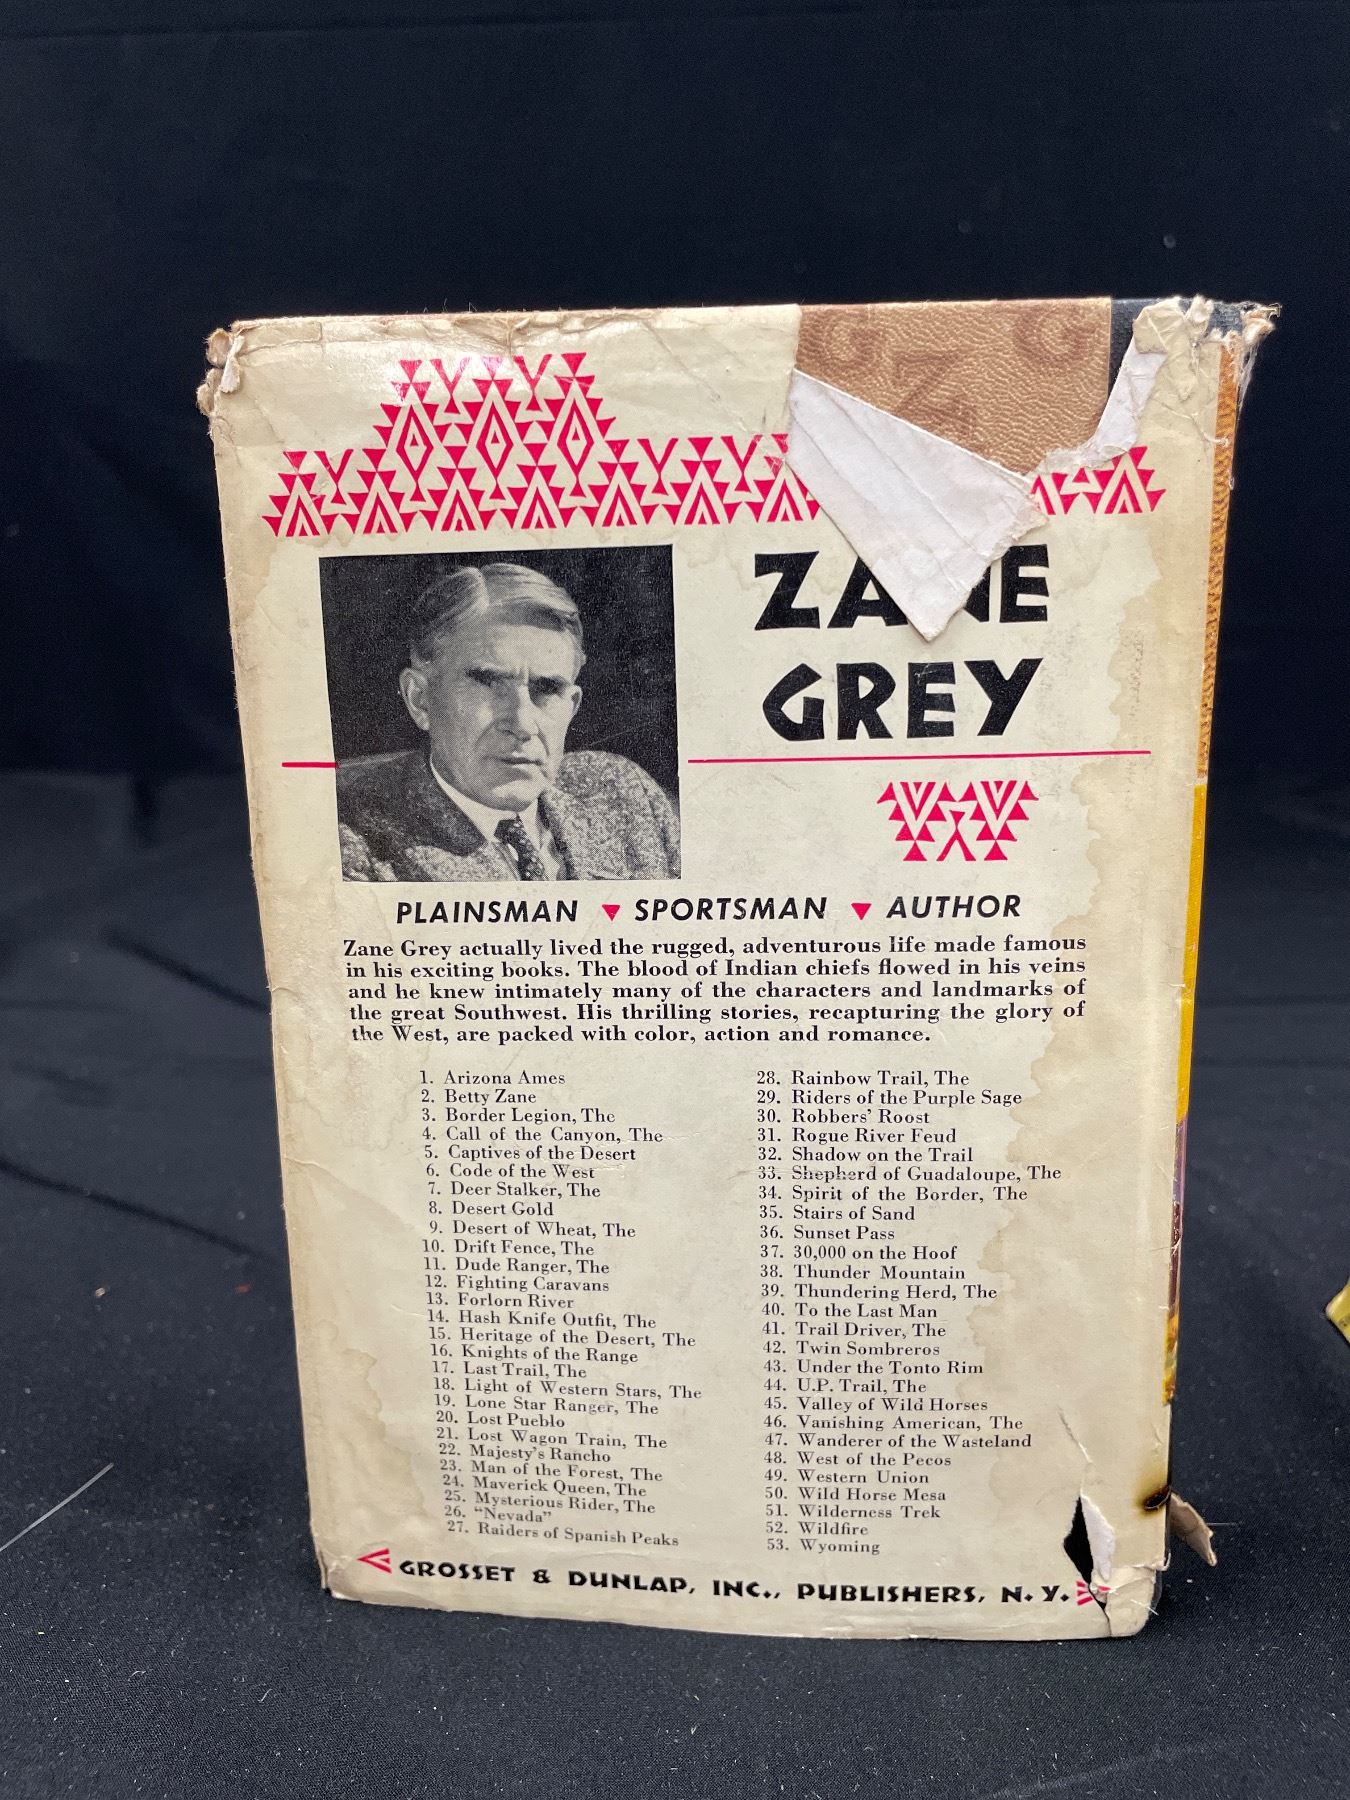 ZANE
GREY
PLAINSMAN ▼ SPORTSMAN ▼ AUTHOR
Zane Grey actually lived the rugged, adventurous life made famous
in his exciting books. The blood of Indian chiefs flowed in his veins
and he knew intimately many of the characters and landmarks of
the great Southwest. His thrilling stories, recapturing the glory of
the West, are packed with color, action and romance.
1. Arizona Ames
2. Betty Zane
3. Border Legion, The
4. Call of the Canyon, The
5. Captives of the Desert
6. Code of the West
7. Deer Stalker, The
8. Desert Gold
9. Desert of Wheat, The
10. Drift Fence, The
11. Dude Ranger, The
12. Fighting Caravans
13. Forlorn River
14. Hash Knife Outfit, The
15. Heritage of the Desert, The
16. Knights of the Range
17. Last Trail, The
18. Light of Western Stars, The
19. Lone Star Ranger, The
20. Lost Pueblo
21. Lost Wagon Train, The
22. Majesty's Rancho
23. Man of the Forest, The
24. Maverick Queen, The
25. Mysterious Rider, The
26. "Nevada"
27. Raiders of Spanish Peaks
28. Rainbow Trail, The
29. Riders of the Purple Sage
30. Robbers' Roost
31. Rogue River Feud
32. Shadow on the Trail
33. Shepherd of Guadaloupe, The
34. Spirit of the Border, The
35. Stairs of Sand
36. Sunset Pass
37. 30,000 on the Hoof
38. Thunder Mountain
39. Thundering Herd, The
40. To the Last Man
41. Trail Driver, The
42. Twin Sombreros
43. Under the Tonto Rim
44. U.P. Trail, The
45. Valley of Wild Horses
46. Vanishing American, The
47. Wanderer of the Wasteland
48. West of the Pecos
49. Western Union
50. Wild Horse Mesa
51. Wilderness Trek
52. Wildfire
53. Wyoming
GROSSET & DUNLAP, INC., PUBLISHERS, N. Y.